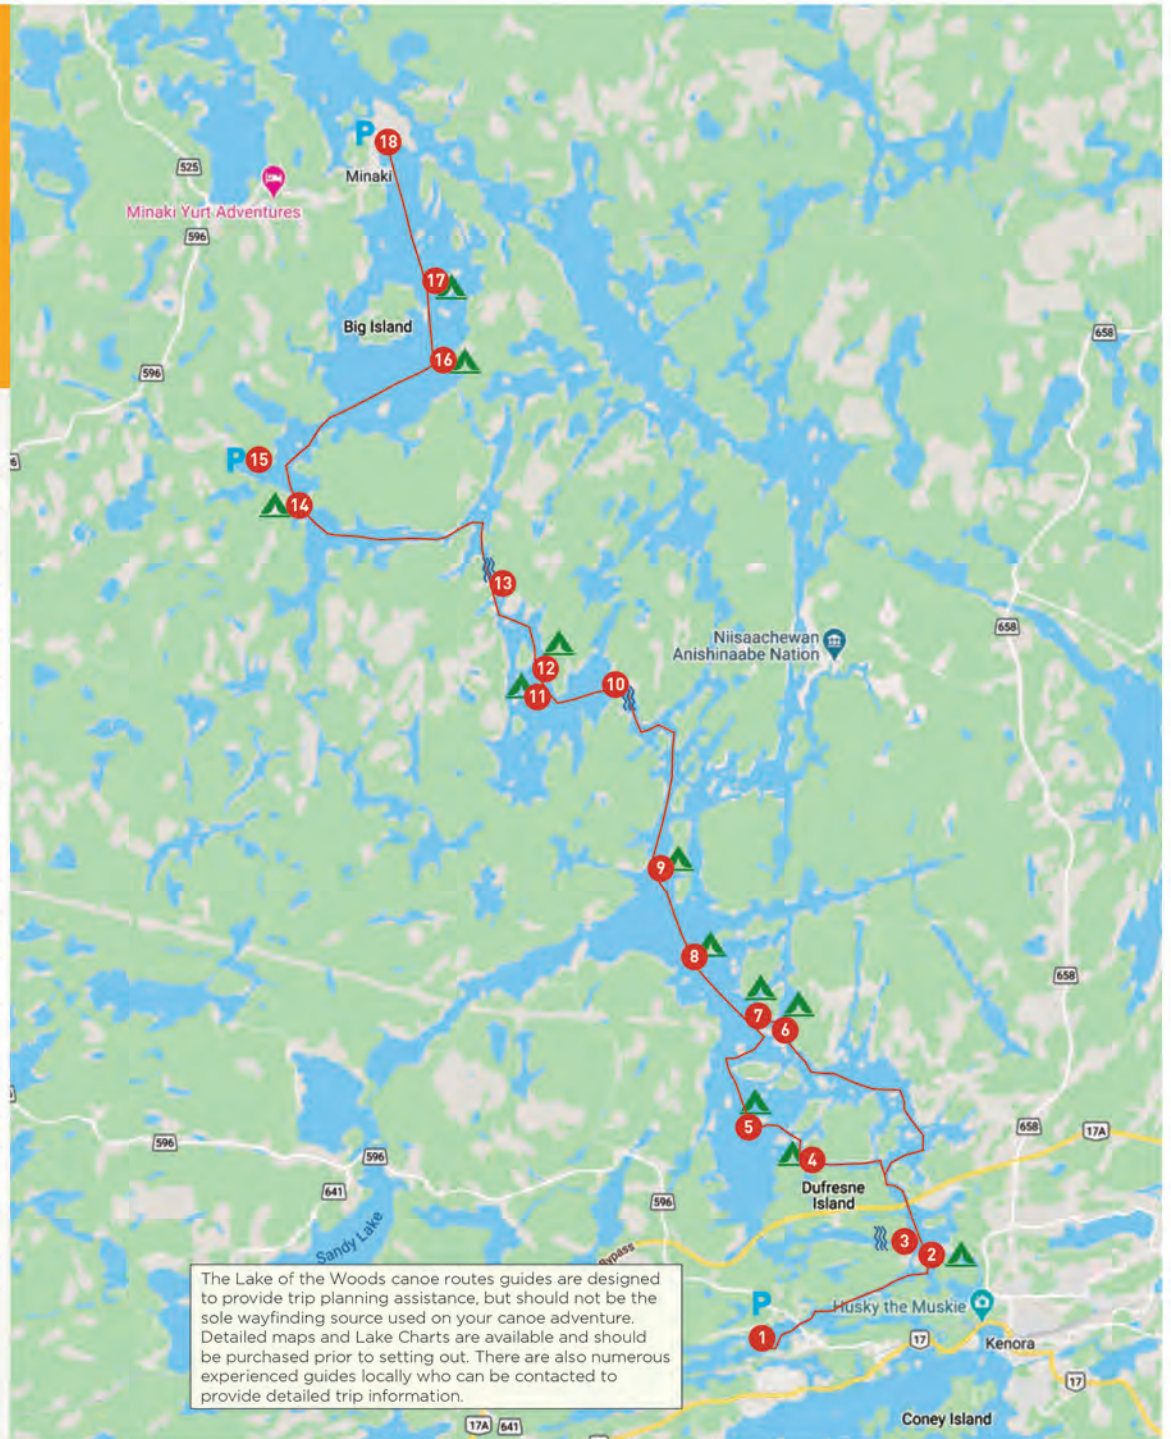 P 18
Minaki
525
Minaki Yurt Adventures
596
17
Big Island
658
16
596
P 15
14
13
658
Niisaachewan
Anishinaabe Nation
12
10
11
9
8
658
7
6
5
658
17A
596
596
4
641
Dufresne
Island
596
Sandy Lake
3
2
Bypass
P
Husky the Muskie
1
17
Kenora
17
Coney Island
17A 641
The Lake of the Woods canoe routes guides are designed
to provide trip planning assistance, but should not be the
sole wayfinding source used on your canoe adventure.
Detailed maps and Lake Charts are available and should
be purchased prior to setting out. There are also numerous
experienced guides locally who can be contacted to
provide detailed trip information.